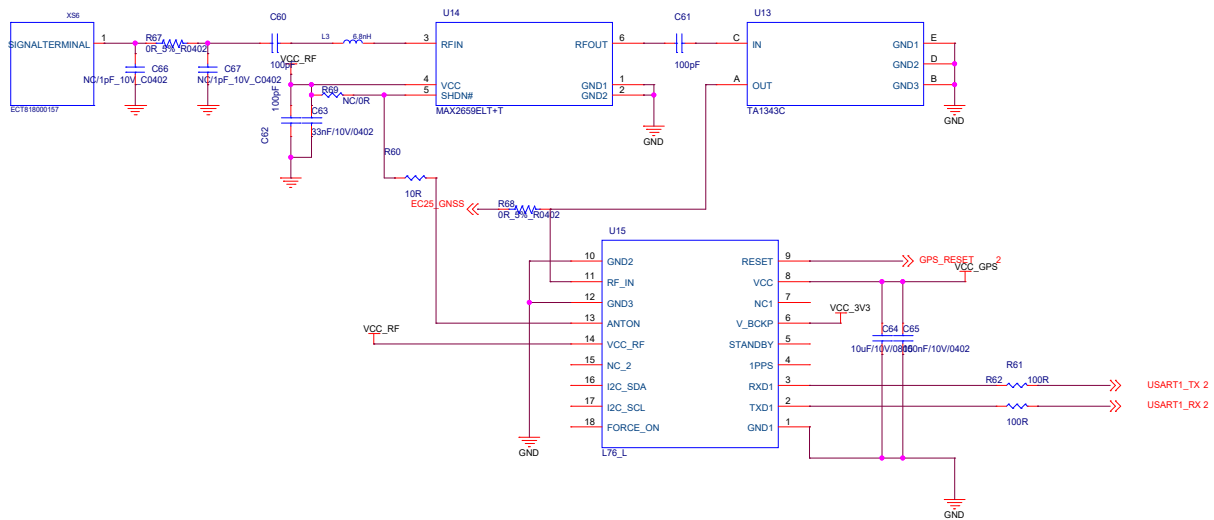 XS6
SIGNALTERMINAL
1
ECT818000157
R67
0R_5%_R0402
C66
NC/1pF_10V_C0402
C67
NC/1pF_10V_C0402
C60
100pF
L3
6.8nH
VCC_RF
R69
NC/0R
100pF
C62
C63
33nF/10V/0402
U14
3 RFIN
RFOUT 6
4 VCC
5 SHDN#
GND1 1
GND2 2
MAX2659ELT+T
GND
C61
100pF
U13
C IN
A OUT
GND1 E
GND2 D
GND3 B
TA1343C
GND
R60
10R
EC25_GNSS
R68
0R_5%_R0402
U15
10 GND2
11 RF_IN
12 GND3
13 ANTON
14 VCC_RF
15 NC_2
16 I2C_SDA
17 I2C_SCL
18 FORCE_ON
RESET 9
VCC 8
NC1 7
V_BCKP 6
STANDBY 5
1PPS 4
RXD1 3
TXD1 2
GND1 1
L76_L
VCC_RF
GND
GPS_RESET 2
VCC_GPS
VCC_3V3
C64
C65
R61
100R
R62
100R
USART1_TX 2
USART1_RX 2
GND